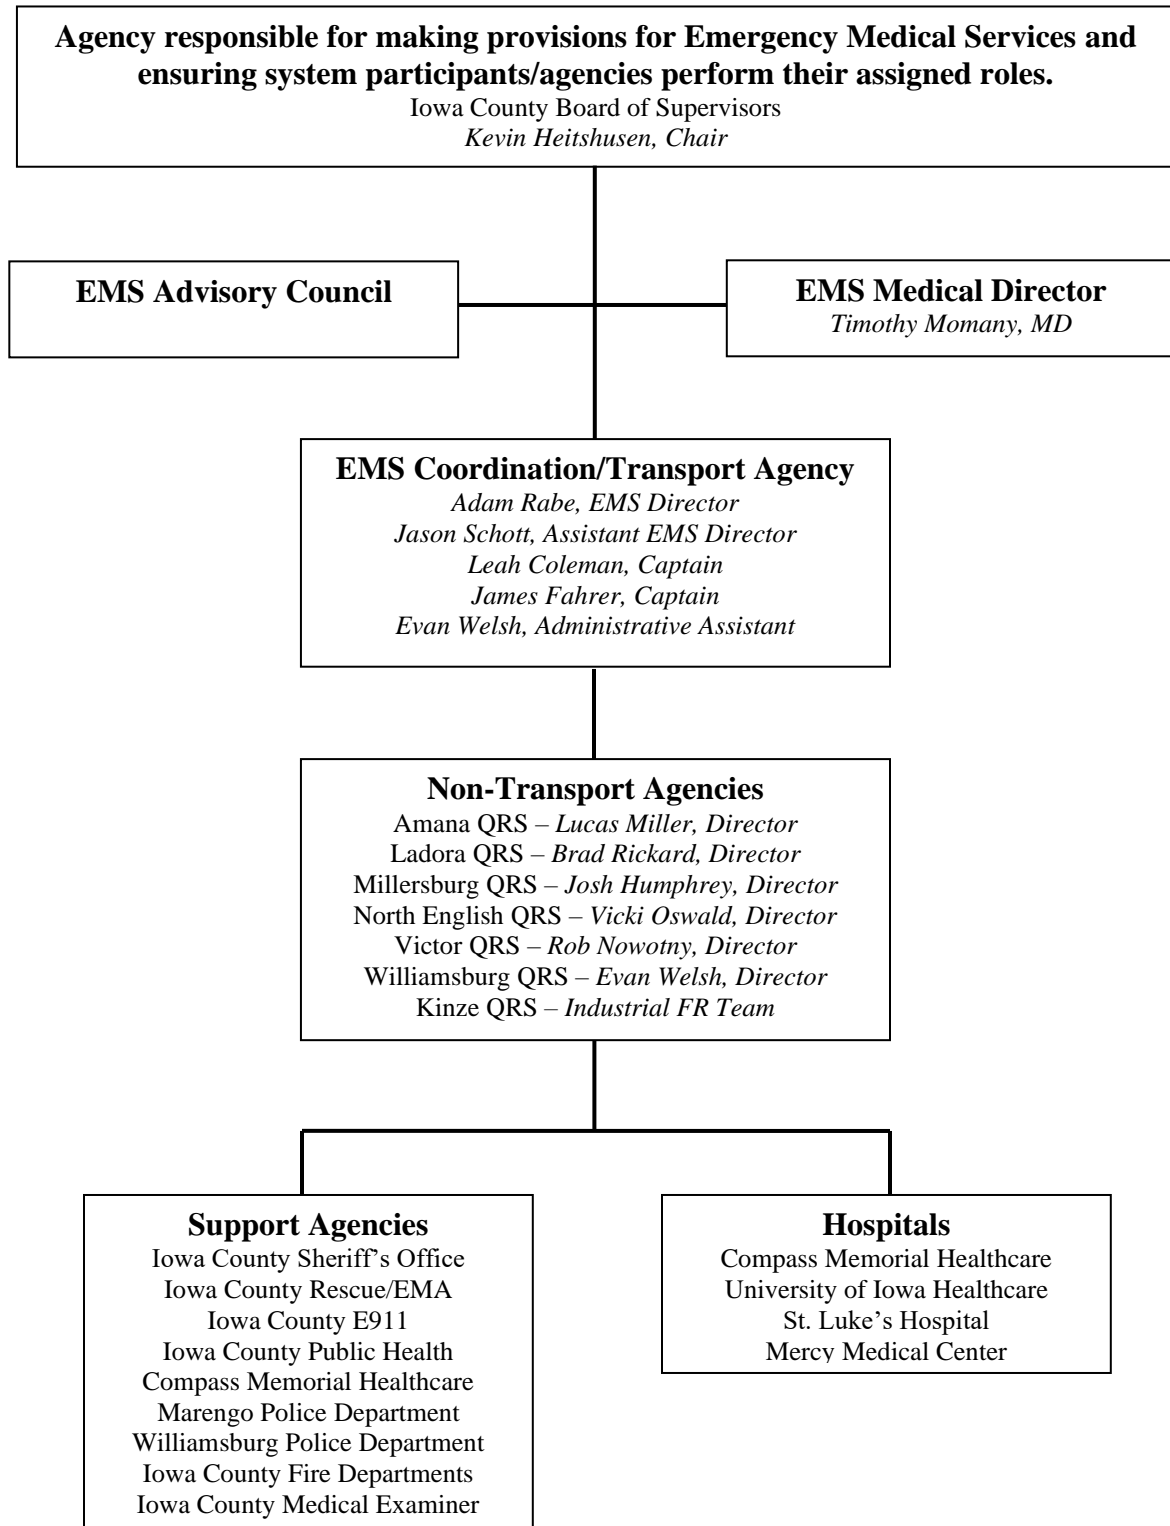 Agency responsible for making provisions for Emergency Medical Services and
ensuring system participants/agencies perform their assigned roles.
Iowa County Board of Supervisors
Kevin Heitshusen, Chair
EMS Advisory Council
EMS Medical Director
Timothy Momany, MD
EMS Coordination/Transport Agency
Adam Rabe, EMS Director
Jason Schott, Assistant EMS Director
Leah Coleman, Captain
James Fahrer, Captain
Evan Welsh, Administrative Assistant
Non-Transport Agencies
Amana QRS – Lucas Miller, Director
Ladora QRS – Brad Rickard, Director
Millersburg QRS – Josh Humphrey, Director
North English QRS – Vicki Oswald, Director
Victor QRS – Rob Nowotny, Director
Williamsburg QRS – Evan Welsh, Director
Kinze QRS – Industrial FR Team
Support Agencies
Iowa County Sheriff’s Office
Iowa County Rescue/EMA
Iowa County E911
Iowa County Public Health
Compass Memorial Healthcare
Marengo Police Department
Williamsburg Police Department
Iowa County Fire Departments
Iowa County Medical Examiner
Hospitals
Compass Memorial Healthcare
University of Iowa Healthcare
St. Luke’s Hospital
Mercy Medical Center